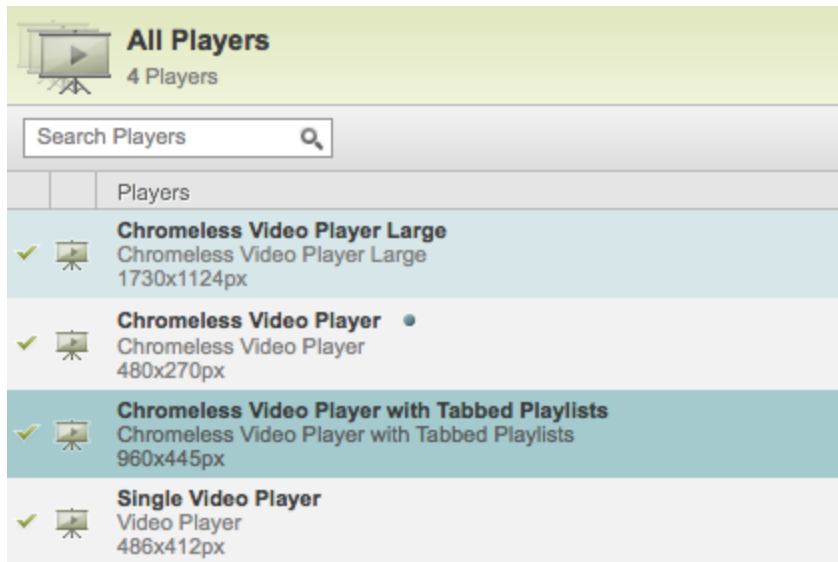 All Players
4 Players
Search Players
Players
Chromeless Video Player Large
Chromeless Video Player Large
1730x1124px
Chromeless Video Player
Chromeless Video Player
480x270px
Chromeless Video Player with Tabbed Playlists
Chromeless Video Player with Tabbed Playlists
960x445px
Single Video Player
Video Player
486x412px